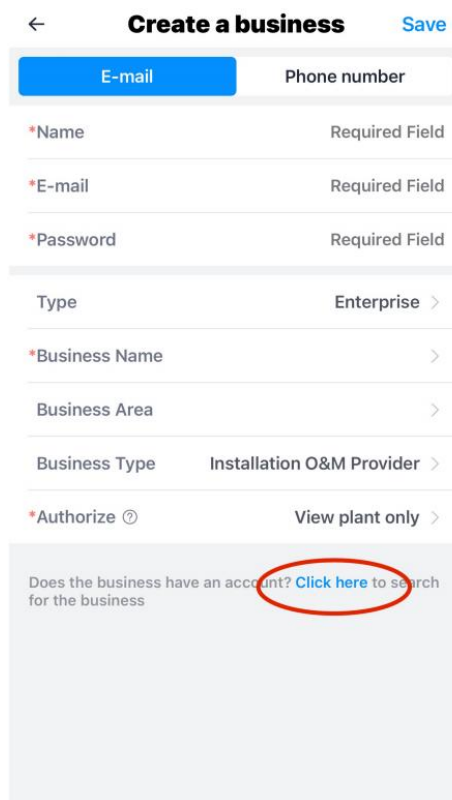 ← Create a business Save
E-mail Phone number
*Name Required Field
*E-mail Required Field
*Password Required Field
Type Enterprise >
*Business Name >
Business Area >
Business Type Installation O&M Provider >
*Authorize ? View plant only >
Does the business have an account? Click here to search
for the business